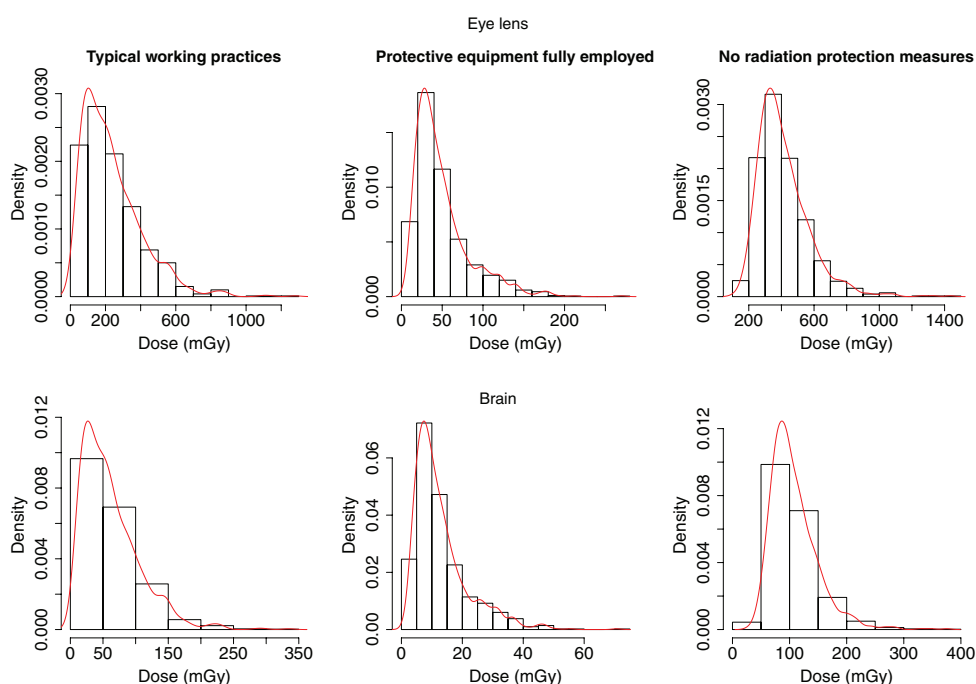 Eye lens
Typical working practices
Protective equipment fully employed
No radiation protection measures
Density
0.0000 0.0010 0.0020 0.0030
0 200 600 1000
Dose (mGy)
Density
0.000 0.010
0 50 100 200
Dose (mGy)
Density
0.0000 0.0015 0.0030
200 600 1000 1400
Dose (mGy)
Brain
Density
0.000 0.004 0.008 0.012
0 50 150 250 350
Dose (mGy)
Density
0.00 0.02 0.04 0.06
0 20 40 60
Dose (mGy)
Density
0.000 0.004 0.008 0.012
0 100 200 300 400
Dose (mGy)